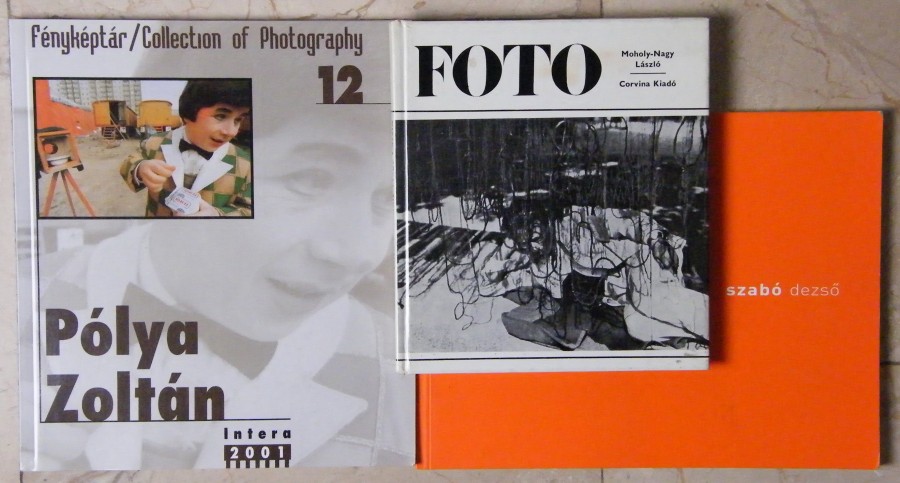 Fényképtár/Collection of Photography
12
Pólya
Zoltán
Intera
2001
FOTO
Moholy-Nagy
László
Corvina Kiadó
szabó dezső